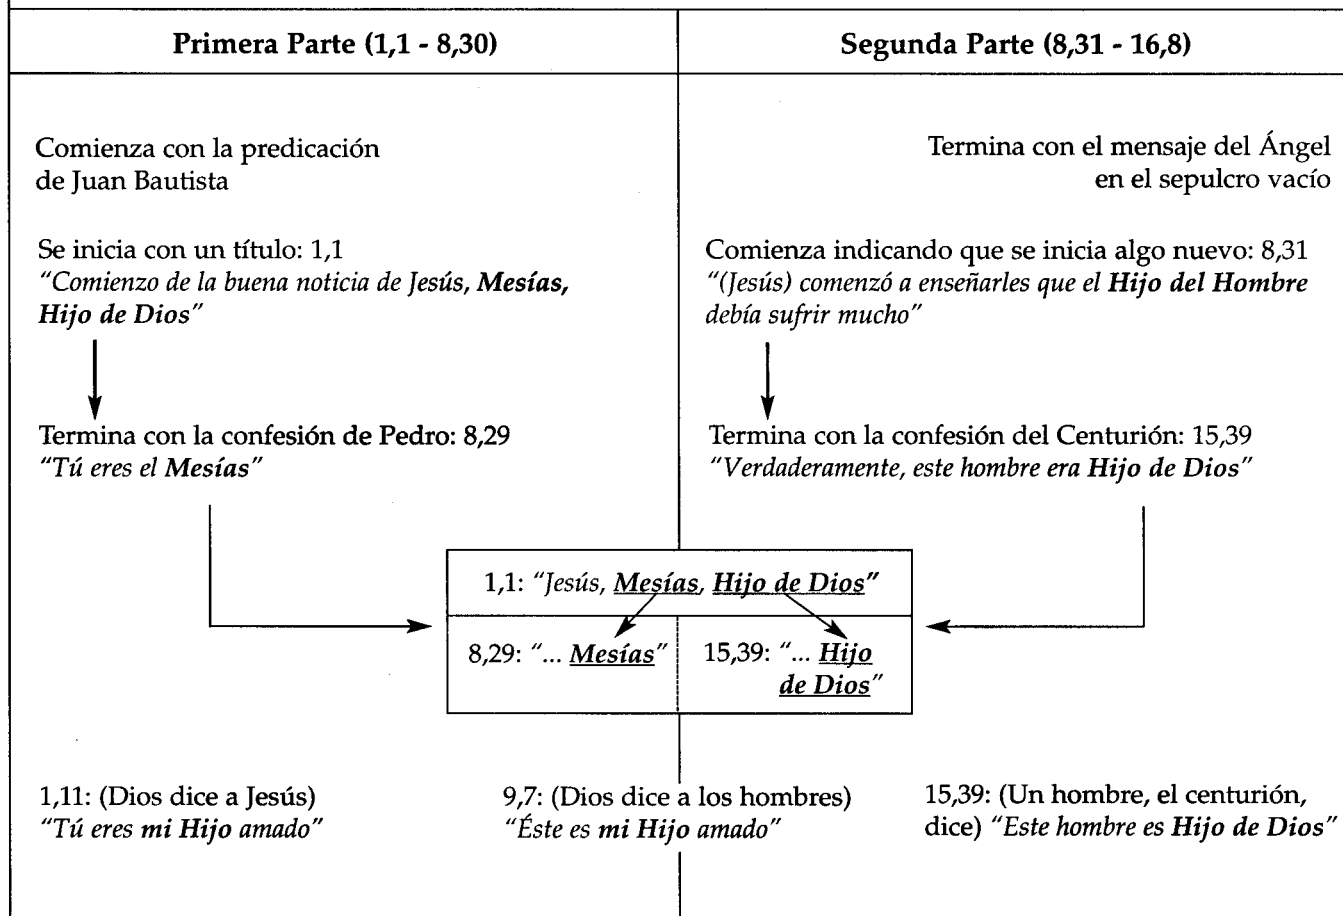 Primera Parte (1,1 - 8,30)
Segunda Parte (8,31 - 16,8)
Comienza con la predicación
de Juan Bautista
Termina con el mensaje del Ángel
en el sepulcro vacío
Se inicia con un título: 1,1
"Comienzo de la buena noticia de Jesús, Mesías,
Hijo de Dios"
Comienza indicando que se inicia algo nuevo: 8,31
"(Jesús) comenzó a enseñarles que el Hijo del Hombre
debía sufrir mucho"
Termina con la confesión de Pedro: 8,29
"Tú eres el Mesías"
Termina con la confesión del Centurión: 15,39
"Verdaderamente, este hombre era Hijo de Dios"
1,1: "Jesús, Mesías, Hijo de Dios"
8,29: "... Mesías"
15,39: "... Hijo
de Dios"
1,11: (Dios dice a Jesús)
"Tú eres mi Hijo amado"
9,7: (Dios dice a los hombres)
"Éste es mi Hijo amado"
15,39: (Un hombre, el centurión,
dice) "Este hombre es Hijo de Dios"